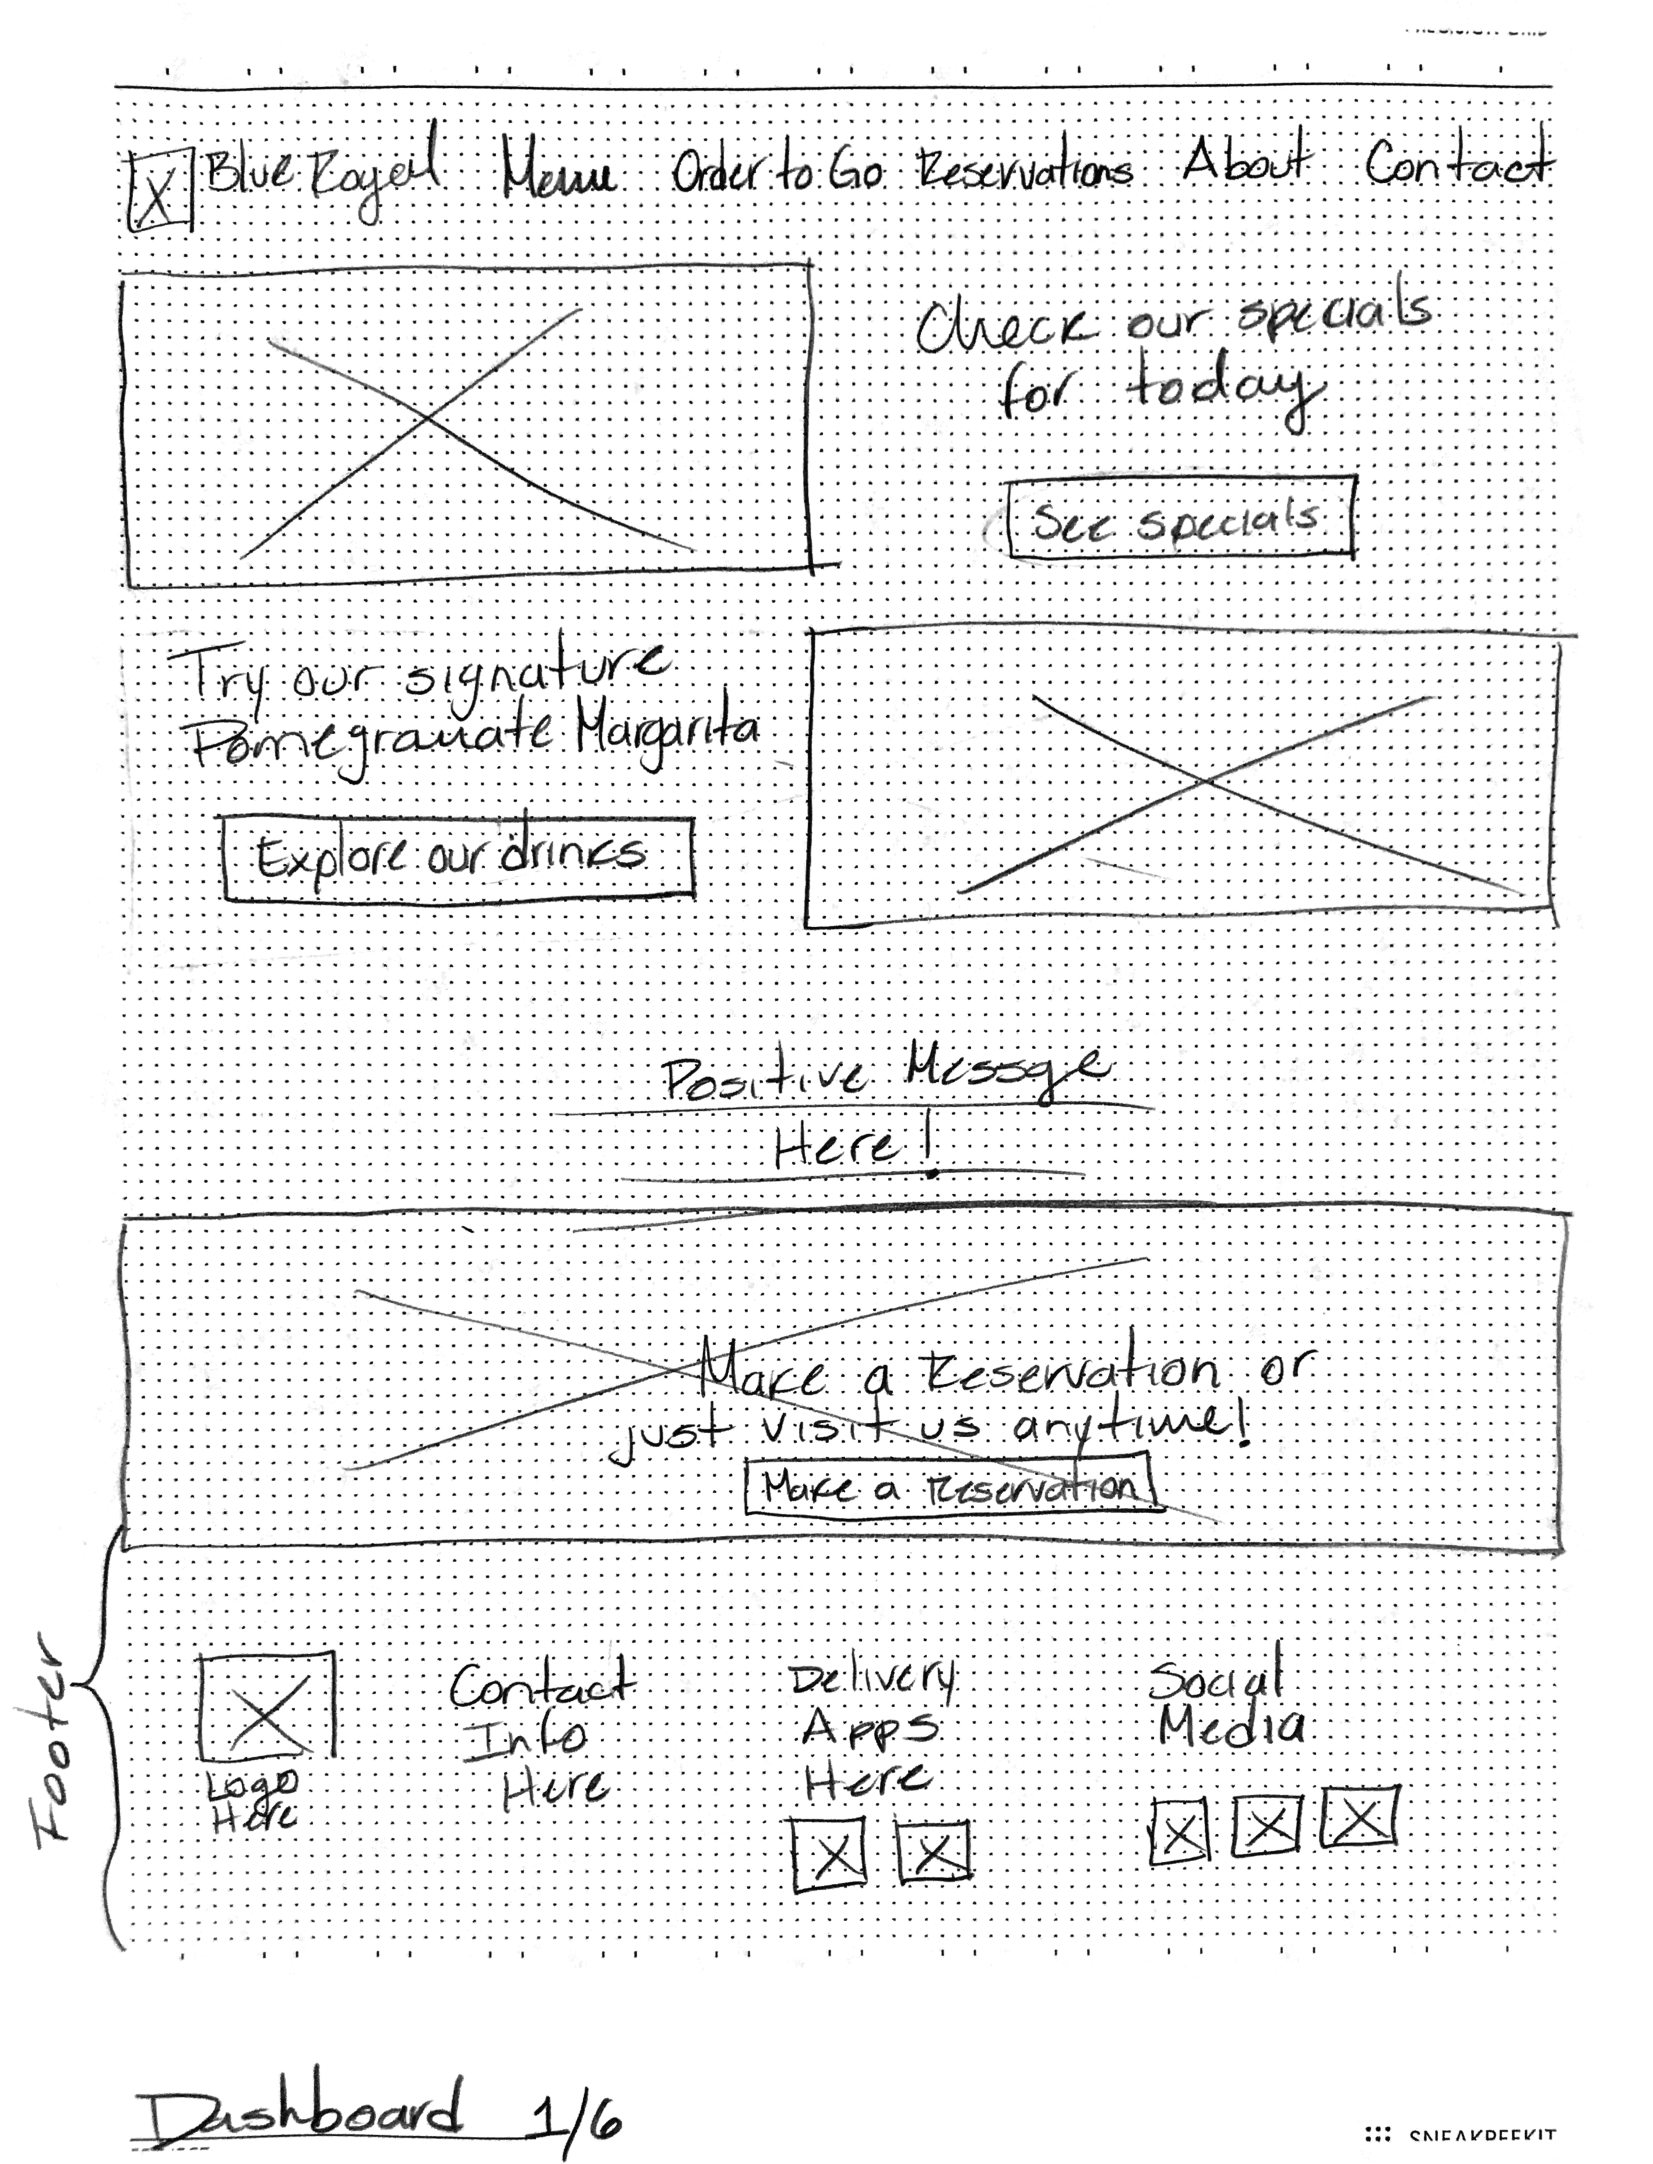 Blue Royal Menu Order to Go Reservations About Contact
Check our specials
for today
See specials
Try our signature
Pomegranate Margarita
Explore our drinks
Positive Messge
Here!
Make a Reservation or
just visit us anytime!
Make a Reservation
Footer
Logo
Here
Contact
Info
Here
Delivery
Apps
Here
Social
Media
Dashboard 1/6
SNEAKPEEKIT